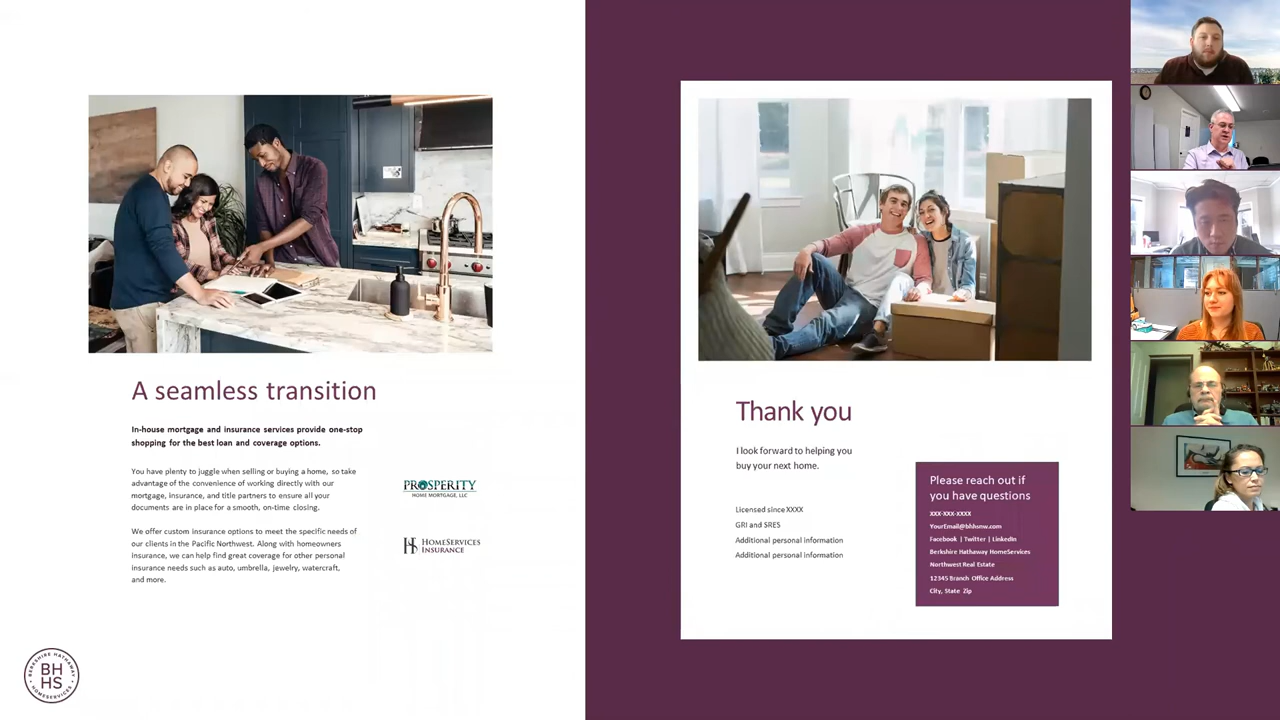 A seamless transition
In-house mortgage and insurance services provide one-stop
shopping for the best loan and coverage options.
You have plenty to juggle when selling or buying a home, so take
advantage of the convenience of working directly with our
mortgage, insurance, and title partners to ensure all your
documents are in place for a smooth, on-time closing.
We offer custom insurance options to meet the specific needs of
our clients in the Pacific Northwest. Along with homeowners
insurance, we can help find great coverage for other personal
insurance needs such as auto, umbrella, jewelry, watercraft,
and more.
PROSPERITY
HOME MORTGAGE, LLC
HS
HOMESERVICES
INSURANCE
BERKSHIRE HATHAWAY
BH
HS
HOMESERVICES
Thank you
I look forward to helping you
buy your next home.
Licensed since XXXX
GRI and SRES
Additional personal information
Additional personal information
Please reach out if
you have questions
XXX-XXX-XXXX
YourEmail@bhhsnw.com
Facebook | Twitter | LinkedIn
Berkshire Hathaway HomeServices
Northwest Real Estate
12345 Branch Office Address
City, State Zip